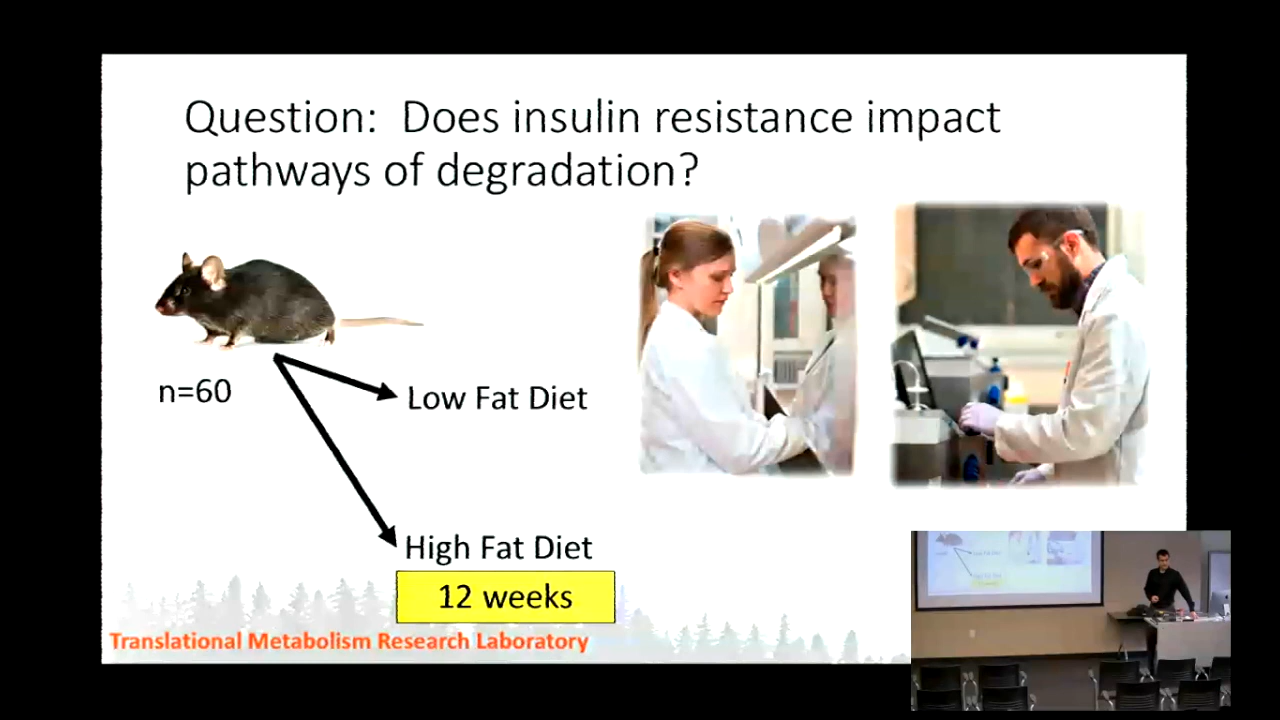 Question:  Does insulin resistance impact
pathways of degradation?
n=60
Low Fat Diet
High Fat Diet
12 weeks
Translational Metabolism Research Laboratory